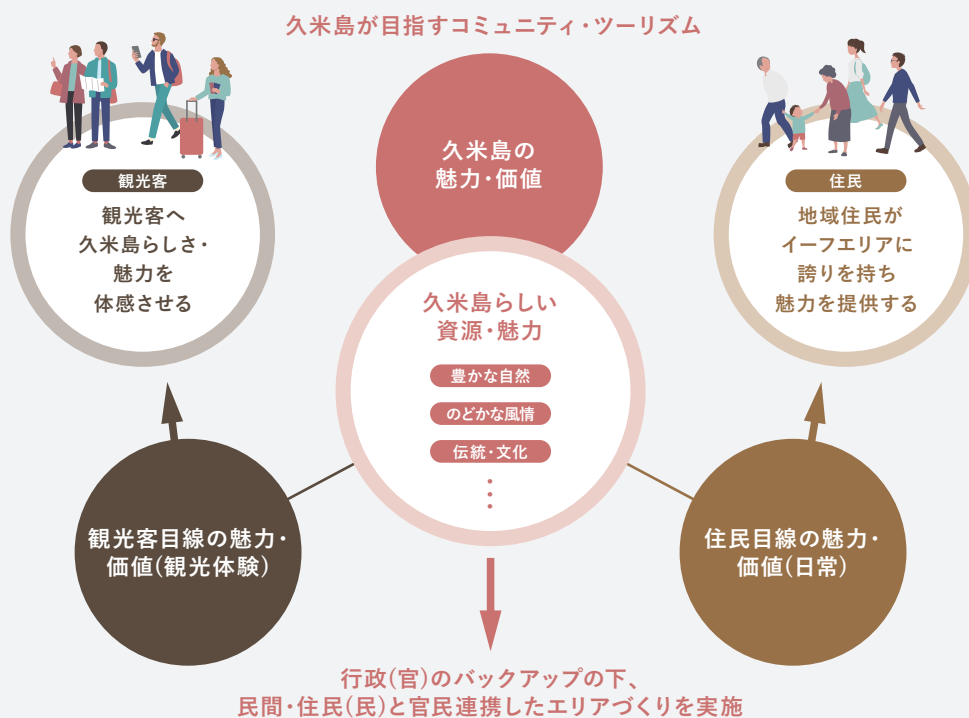 久米島が目指すコミュニティ・ツーリズム
久米島の
魅力・価値
観光客
観光客へ
久米島らしさ・
魅力を
体感させる
住民
地域住民が
イーフエリアに
誇りを持ち
魅力を提供する
久米島らしい
資源・魅力
豊かな自然
のどかな風情
伝統・文化
⋮
観光客目線の魅力・
価値(観光体験)
住民目線の魅力・
価値(日常)
行政(官)のバックアップの下、
民間・住民(民)と官民連携したエリアづくりを実施